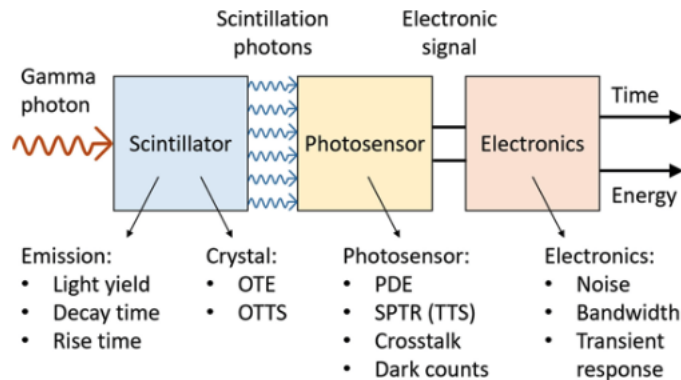 Scintillation
photons
Electronic
signal
Gamma
photon
Scintillator
Photosensor
Electronics
Time
Energy
Emission:
• Light yield
• Decay time
• Rise time
Crystal:
• OTE
• OTTS
Photosensor:
• PDE
• SPTR (TTS)
• Crosstalk
• Dark counts
Electronics:
• Noise
• Bandwidth
• Transient
response